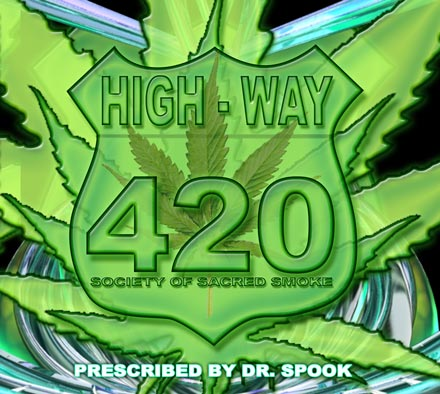 HIGH - WAY
420
SOCIETY OF SACRED SMOKE
PRESCRIBED BY DR. SPOOK